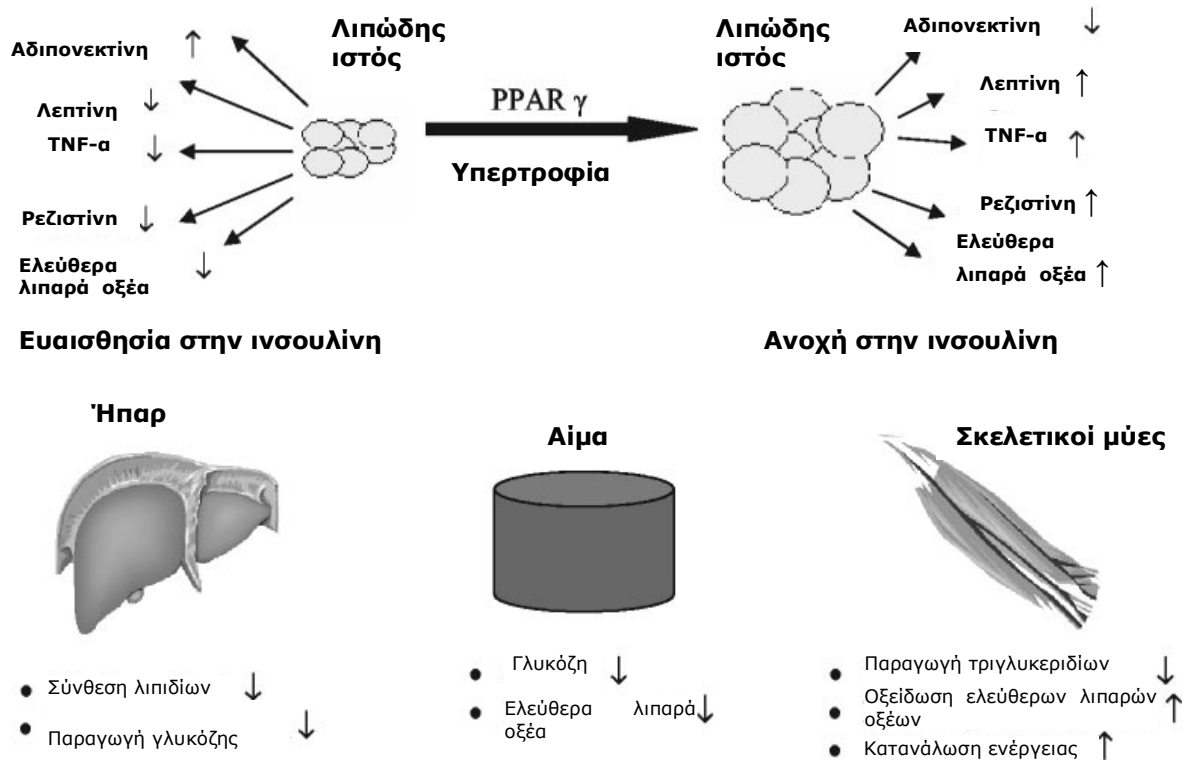 Λιπώδης
ιστός
Αδιπονεκτίνη ↑
Λεπτίνη ↓
TNF-α ↓
Ρεζιστίνη ↓
Ελεύθερα
λιπαρά οξέα ↓
PPAR γ
Υπερτροφία
Λιπώδης
ιστός
Αδιπονεκτίνη ↓
Λεπτίνη ↑
TNF-α ↑
Ρεζιστίνη ↑
Ελεύθερα
λιπαρά οξέα ↑
Ευαισθησία στην ινσουλίνη
Ανοχή στην ινσουλίνη
Ήπαρ
• Σύνθεση λιπιδίων ↓
• Παραγωγή γλυκόζης ↓
Αίμα
• Γλυκόζη ↓
• Ελεύθερα λιπαρά ↓
οξέα
Σκελετικοί μύες
• Παραγωγή τριγλυκεριδίων ↓
• Οξείδωση ελεύθερων λιπαρών ↑
οξέων
• Κατανάλωση ενέργειας ↑